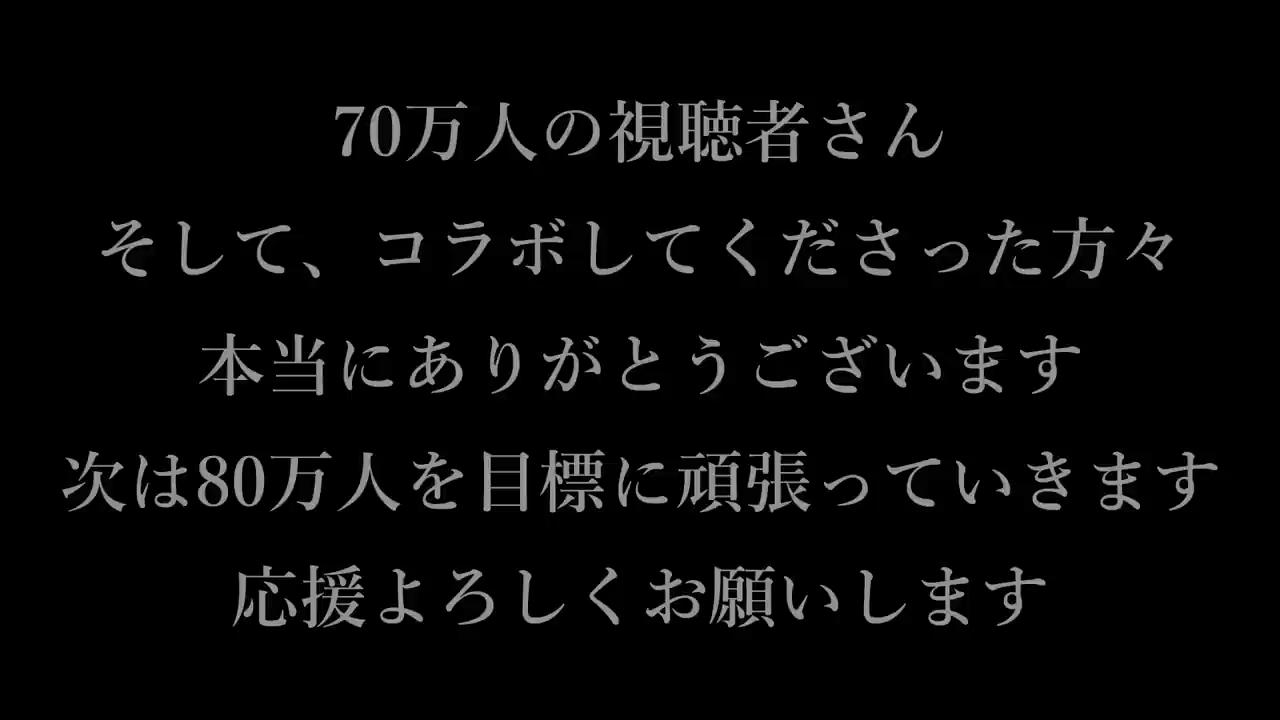 70万人の視聴者さん
そして、コラボしてくださった方々
本当にありがとうございます
次は80万人を目標に頑張っていきます
応援よろしくお願いします